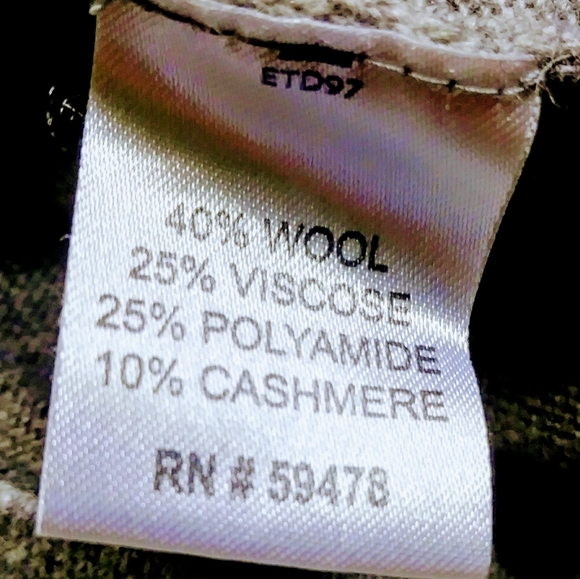 ETD97
40% WOOL
25% VISCOSE
25% POLYAMIDE
10% CASHMERE
RN # 59478